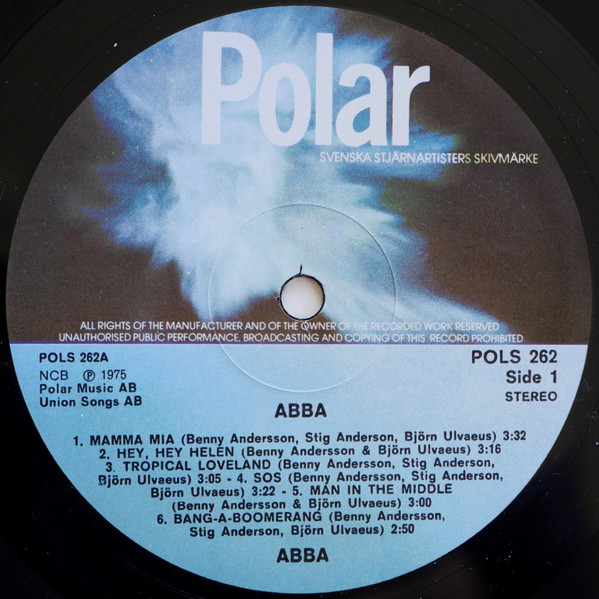 Polar
SVENSKA STJÄRNARTISTERS SKIVMÄRKE
ALL RIGHTS OF THE MANUFACTURER AND OF THE OWNER OF THE RECORDED WORK RESERVED
UNAUTHORISED PUBLIC PERFORMANCE, BROADCASTING AND COPYING OF THIS RECORD PROHIBITED
POLS 262A
NCB ℗ 1975
Polar Music AB
Union Songs AB
POLS 262
Side 1
STEREO
ABBA
1. MAMMA MIA (Benny Andersson, Stig Anderson, Björn Ulvaeus) 3:32
2. HEY, HEY HELEN (Benny Andersson & Björn Ulvaeus) 3:16
3. TROPICAL LOVELAND (Benny Andersson, Stig Anderson,
Björn Ulvaeus) 3:05 - 4. SOS (Benny Andersson, Stig Anderson,
Björn Ulvaeus) 3:22 - 5. MAN IN THE MIDDLE
(Benny Andersson & Björn Ulvaeus) 3:00
6. BANG-A-BOOMERANG (Benny Andersson,
Stig Anderson, Björn Ulvaeus) 2:50
ABBA